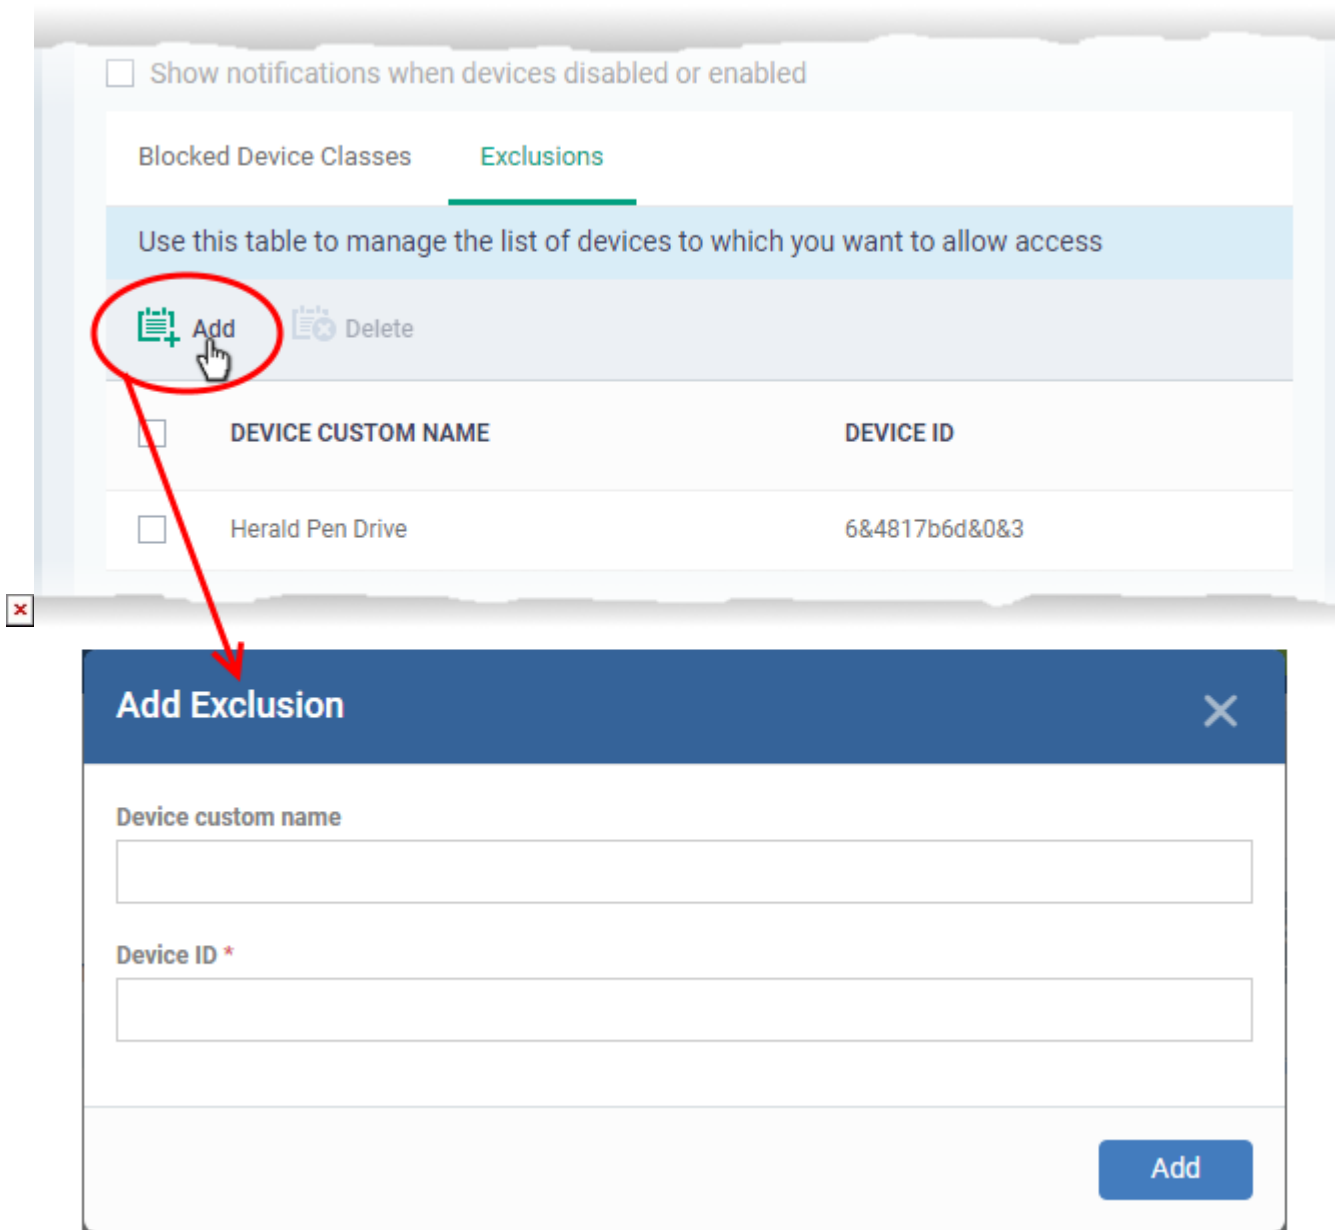 Show notifications when devices disabled or enabled
Blocked Device Classes Exclusions
Use this table to manage the list of devices to which you want to allow access
Add Delete
DEVICE CUSTOM NAME DEVICE ID
Herald Pen Drive 6&4817b6d&0&3
Add Exclusion
Device custom name
Device ID *
Add